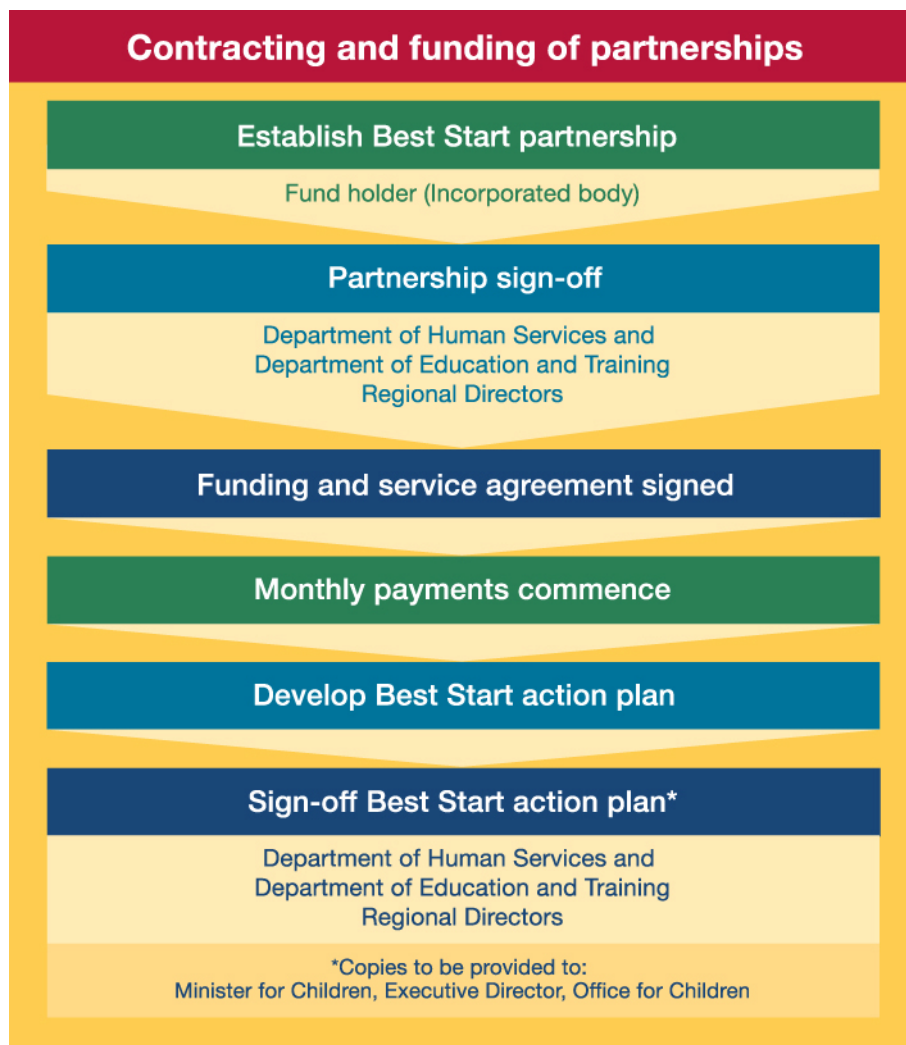 Contracting and funding of partnerships
Establish Best Start partnership
Fund holder (Incorporated body)
Partnership sign-off
Department of Human Services and
Department of Education and Training
Regional Directors
Funding and service agreement signed
Monthly payments commence
Develop Best Start action plan
Sign-off Best Start action plan*
Department of Human Services and
Department of Education and Training
Regional Directors
*Copies to be provided to:
Minister for Children, Executive Director, Office for Children